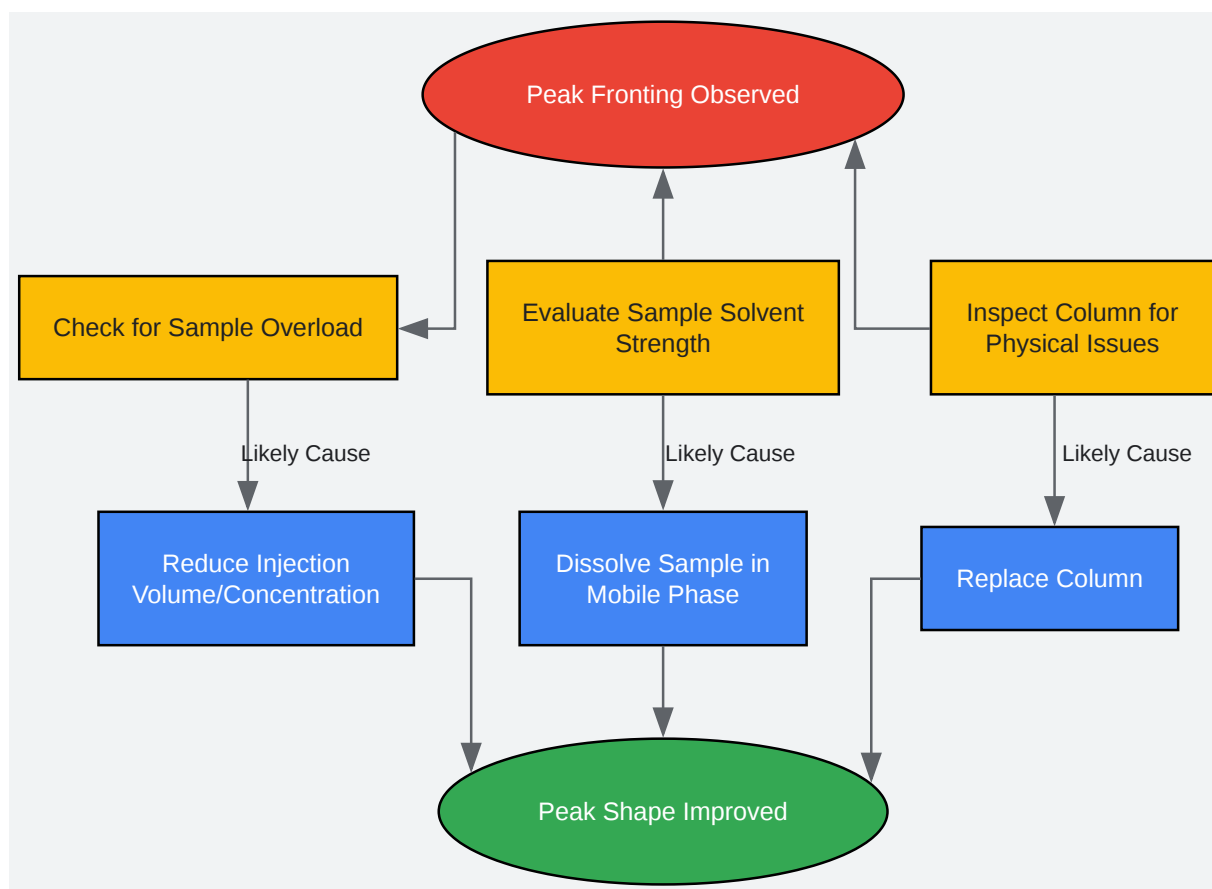 Peak Fronting Observed
Check for Sample Overload
Evaluate Sample Solvent
Strength
Inspect Column for
Physical Issues
Likely Cause
Likely Cause
Likely Cause
Reduce Injection
Volume/Concentration
Dissolve Sample in
Mobile Phase
Replace Column
Peak Shape Improved